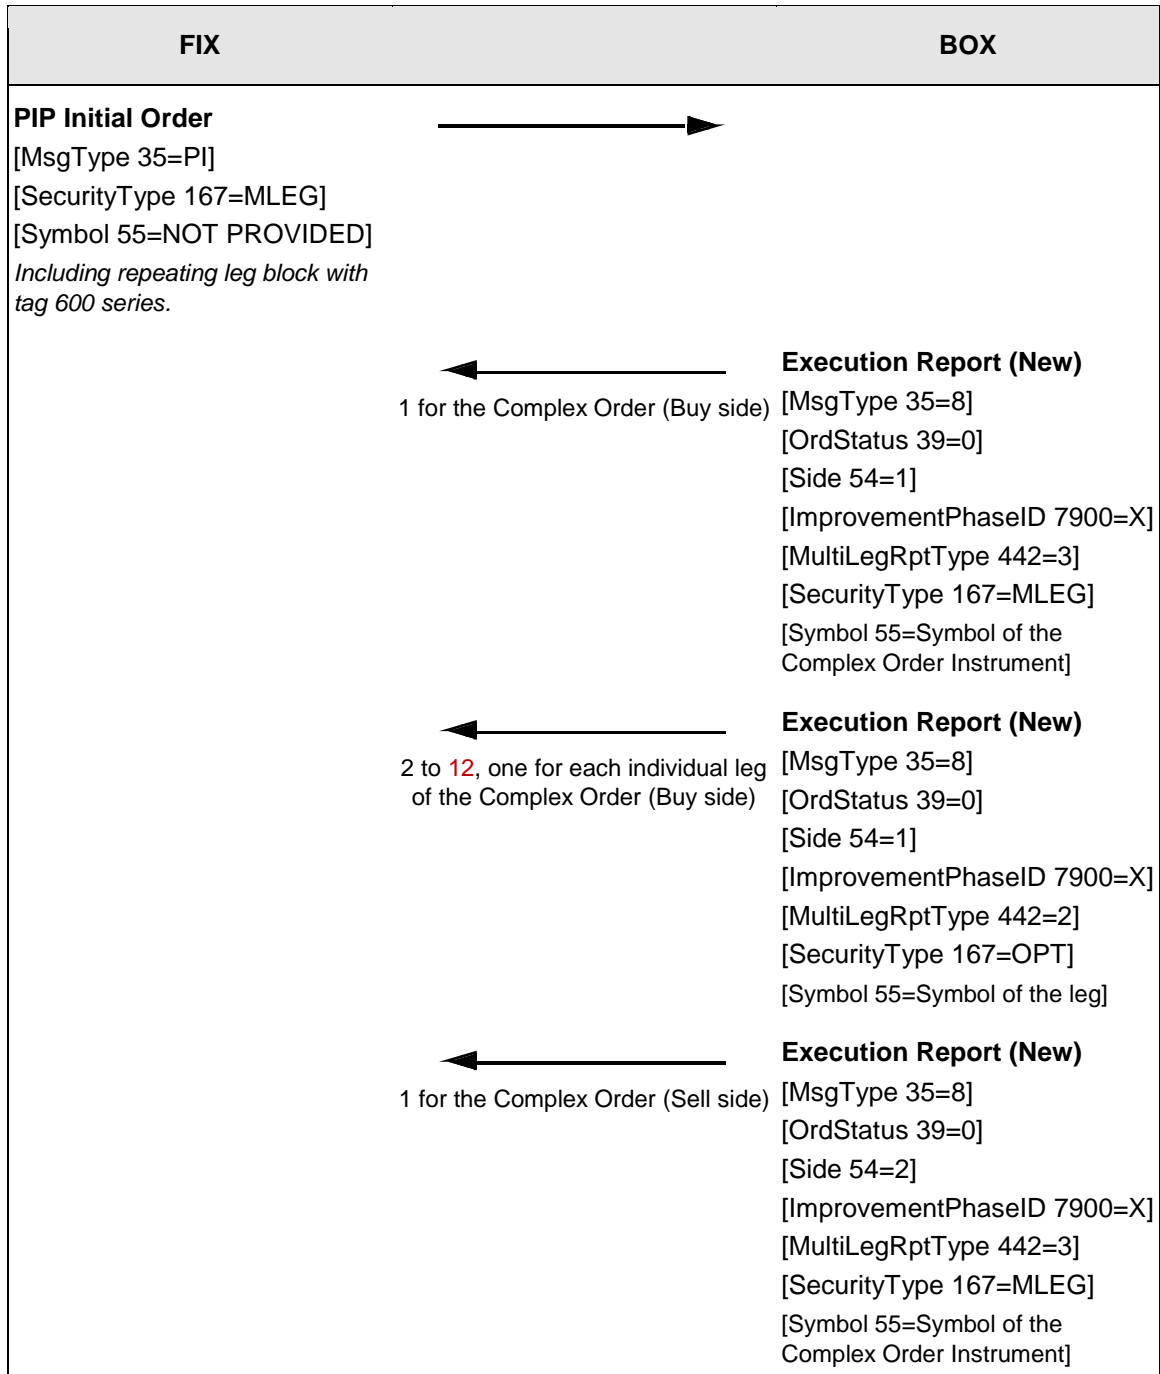 FIX
BOX
PIP Initial Order
[MsgType 35=PI]
[SecurityType 167=MLEG]
[Symbol 55=NOT PROVIDED]
Including repeating leg block with
tag 600 series.
Execution Report (New)
1 for the Complex Order (Buy side)
[MsgType 35=8]
[OrdStatus 39=0]
[Side 54=1]
[ImprovementPhaseID 7900=X]
[MultiLegRptType 442=3]
[SecurityType 167=MLEG]
[Symbol 55=Symbol of the
Complex Order Instrument]
Execution Report (New)
2 to 12, one for each individual leg
of the Complex Order (Buy side)
[MsgType 35=8]
[OrdStatus 39=0]
[Side 54=1]
[ImprovementPhaseID 7900=X]
[MultiLegRptType 442=2]
[SecurityType 167=OPT]
[Symbol 55=Symbol of the leg]
Execution Report (New)
1 for the Complex Order (Sell side)
[MsgType 35=8]
[OrdStatus 39=0]
[Side 54=2]
[ImprovementPhaseID 7900=X]
[MultiLegRptType 442=3]
[SecurityType 167=MLEG]
[Symbol 55=Symbol of the
Complex Order Instrument]